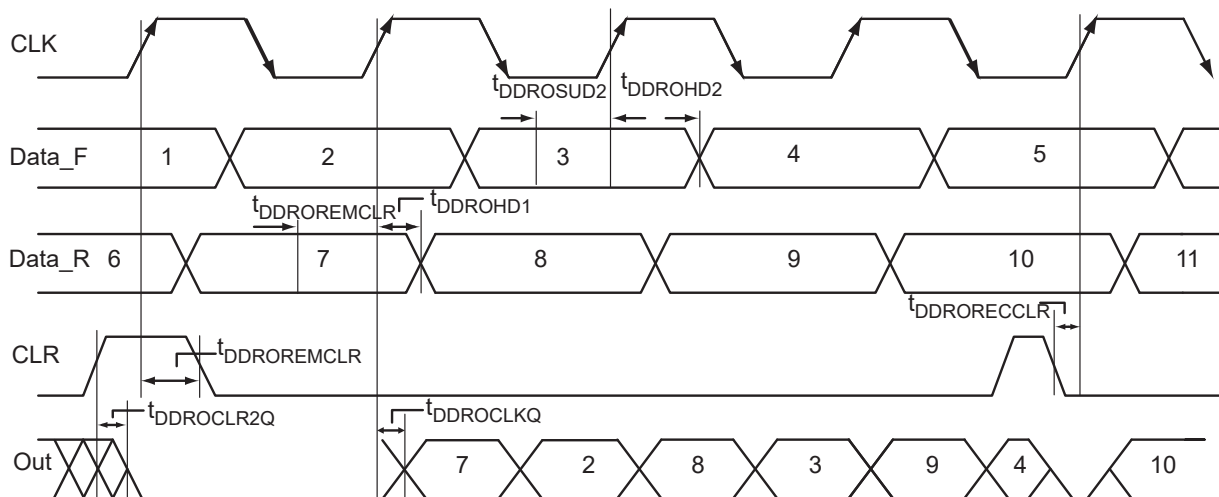 CLK
tDDROSUD2 tDDROHD2
Data_F 1 2 3 4 5
tDDROREMCLR tDDROHD1
Data_R 6 7 8 9 10 11
tDDRORECCLR
CLR tDDROREMCLR
tDDROCLR2Q tDDROCLKQ
Out 7 2 8 3 9 4 10